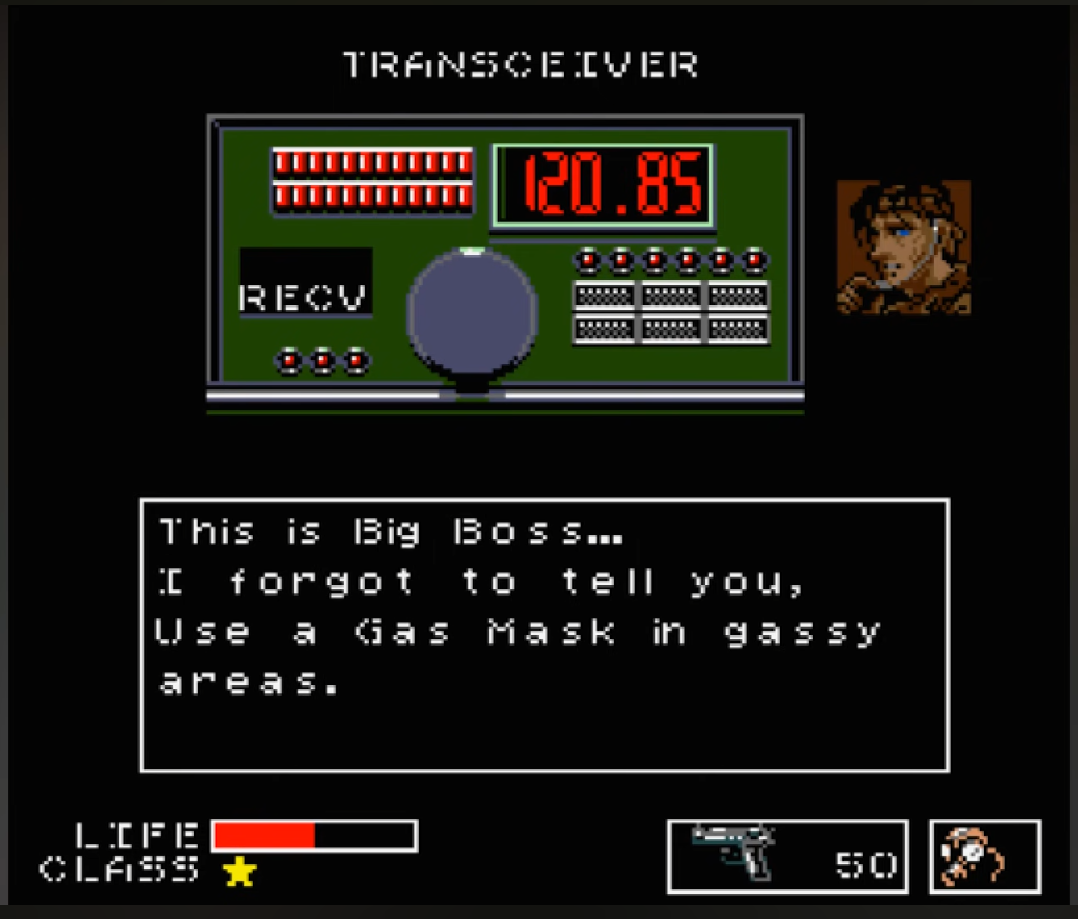 TRANSCEIVER
120.85
RECV
This is Big Boss…
I forgot to tell you,
Use a Gas Mask in gassy
areas.
LIFE
CLASS
50